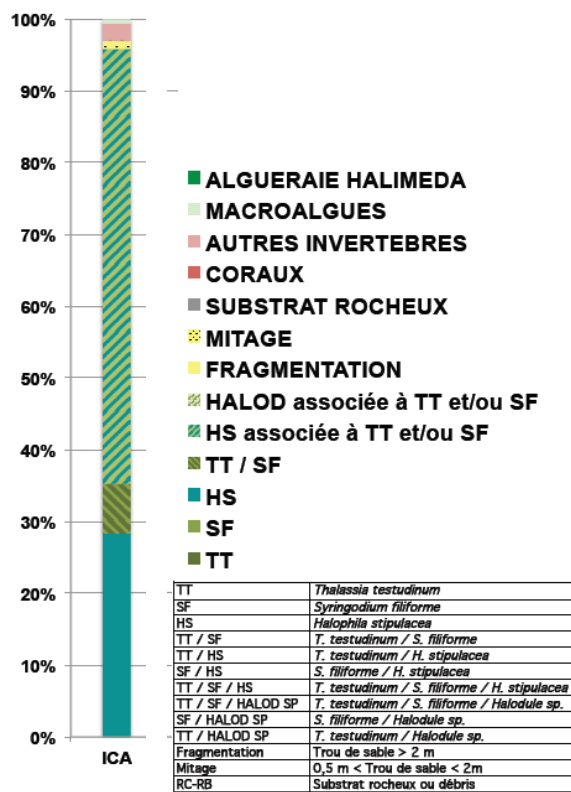 100%
90%
80%
70%
60%
50%
40%
30%
20%
10%
0%
ICA
ALGUERAIE HALIMEDA
MACROALGUES
AUTRES INVERTEBRES
CORAUX
SUBSTRAT ROCHEUX
MITAGE
FRAGMENTATION
HALOD associée à TT et/ou SF
HS associée à TT et/ou SF
TT / SF
HS
SF
TT
TT Thalassia testudinum
SF Syringodium filiforme
HS Halophila stipulacea
TT / SF T. testudinum / S. filiforme
TT / HS T. testudinum / H. stipulacea
SF / HS S. filiforme / H. stipulacea
TT / SF / HS T. testudinum / S. filiforme / H. stipulacea
TT / SF / HALOD SP T. testudinum / S. filiforme / Halodule sp.
SF / HALOD SP S. filiforme / Halodule sp.
TT / HALOD SP T. testudinum / Halodule sp.
Fragmentation Trou de sable > 2 m
Mitage 0,5 m < Trou de sable < 2m
RC-RB Substrat rocheux ou débris